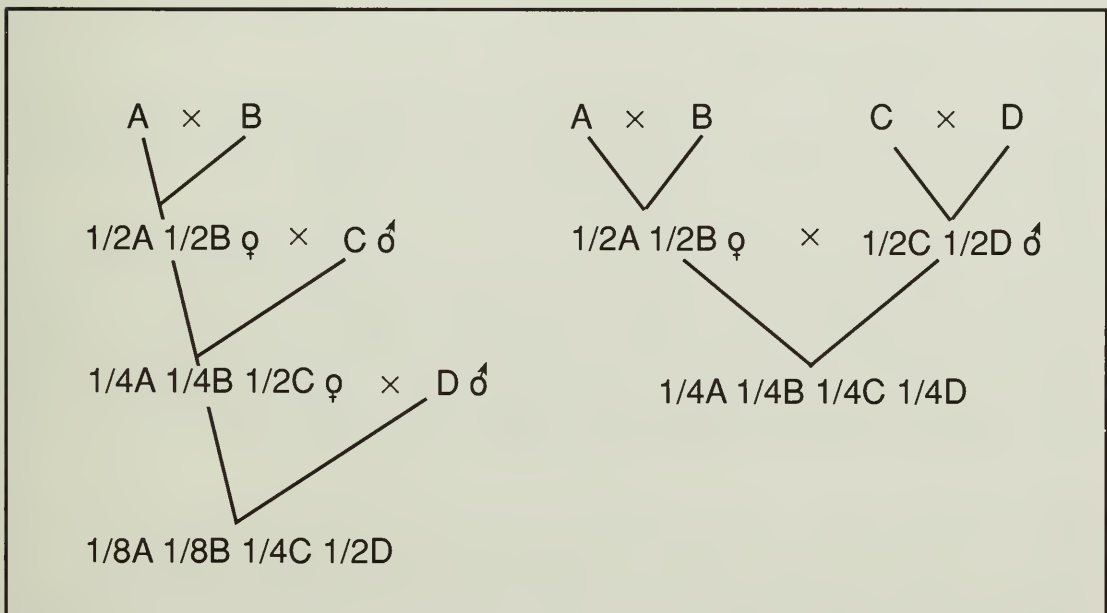 A × B
1/2A 1/2B ♀ × C ♂
1/4A 1/4B 1/2C ♀ × D ♂
1/8A 1/8B 1/4C 1/2D
A × B C × D
1/2A 1/2B ♀ × 1/2C 1/2D ♂
1/4A 1/4B 1/4C 1/4D